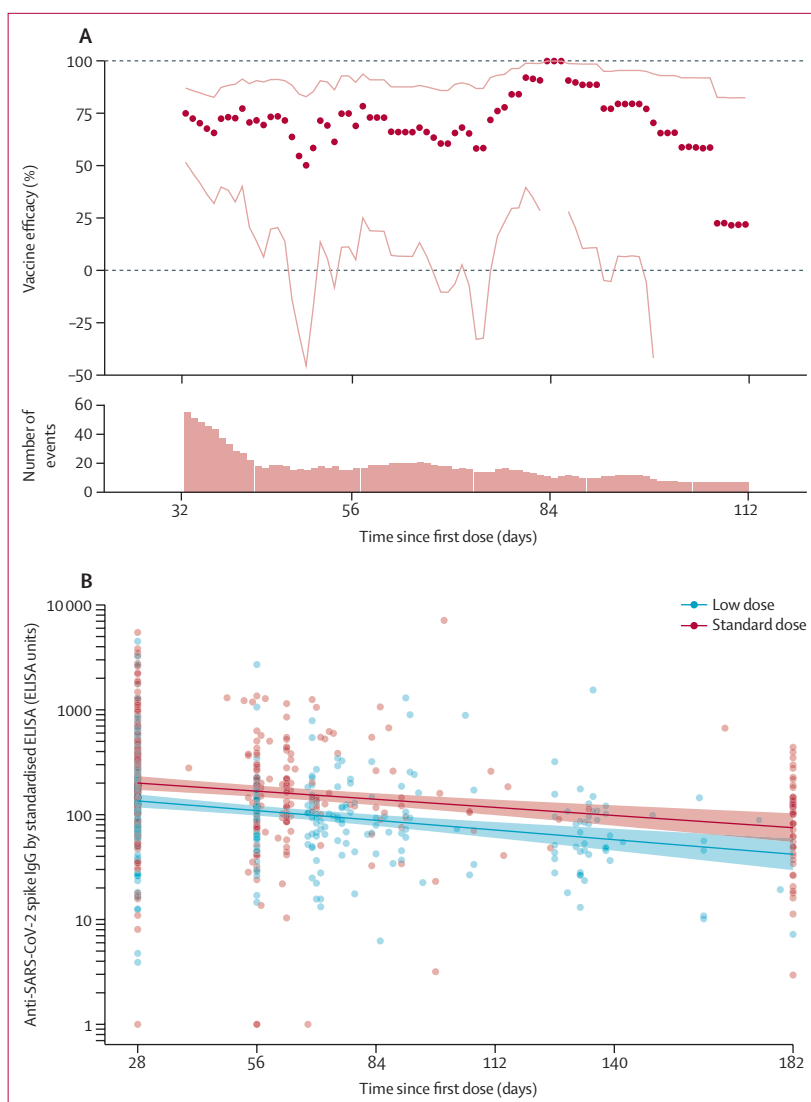 A
Vaccine efficacy (%)
100
75
50
25
0
−25
−50
Number of
events
60
40
20
0
32
56
84
112
Time since first dose (days)
B
Anti-SARS-CoV-2 spike IgG by standardised ELISA (ELISA units)
10 000
1000
100
10
1
Low dose
Standard dose
28
56
84
112
140
182
Time since first dose (days)